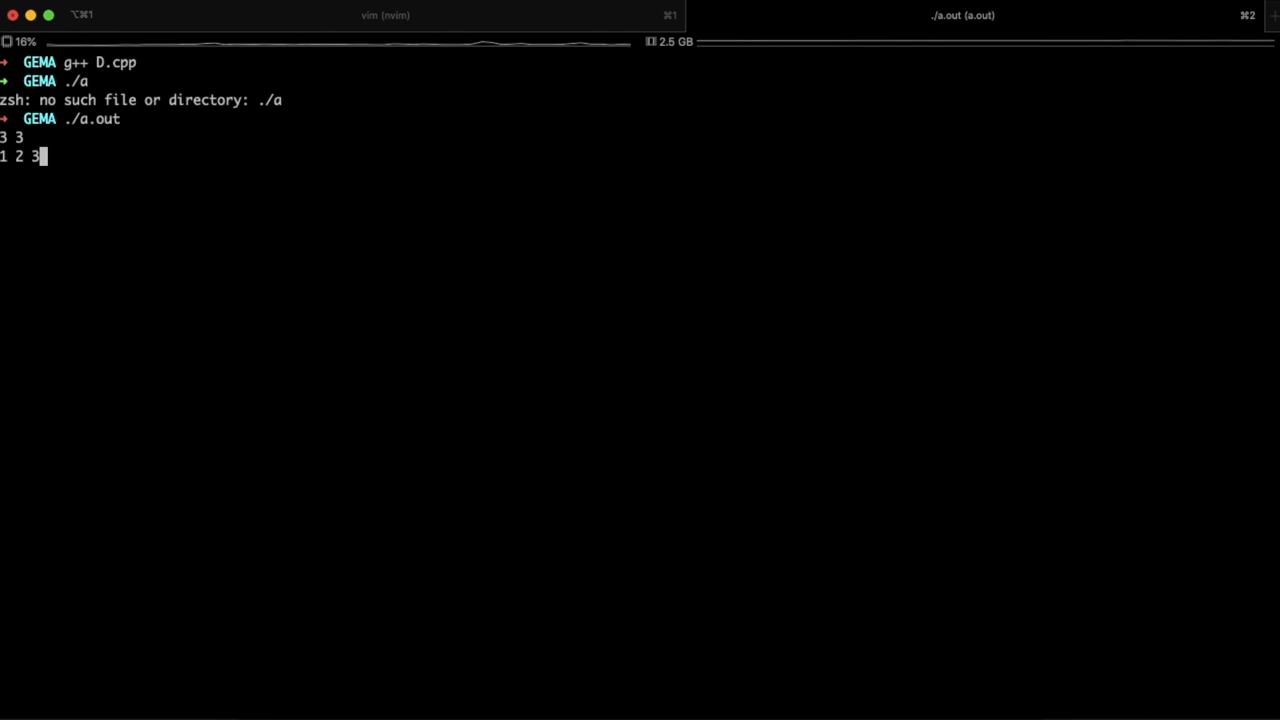 ⌥⌘1 vim (nvim) ⌘1 ./a.out (a.out) ⌘2
16% 2.5 GB
➜ GEMA g++ D.cpp
➜ GEMA ./a
zsh: no such file or directory: ./a
➜ GEMA ./a.out
3 3
1 2 3